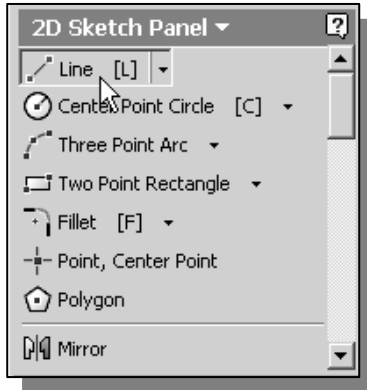 2D Sketch Panel ?
Line [L]
Center Point Circle [C]
Three Point Arc
Two Point Rectangle
Fillet [F]
Point, Center Point
Polygon
Mirror